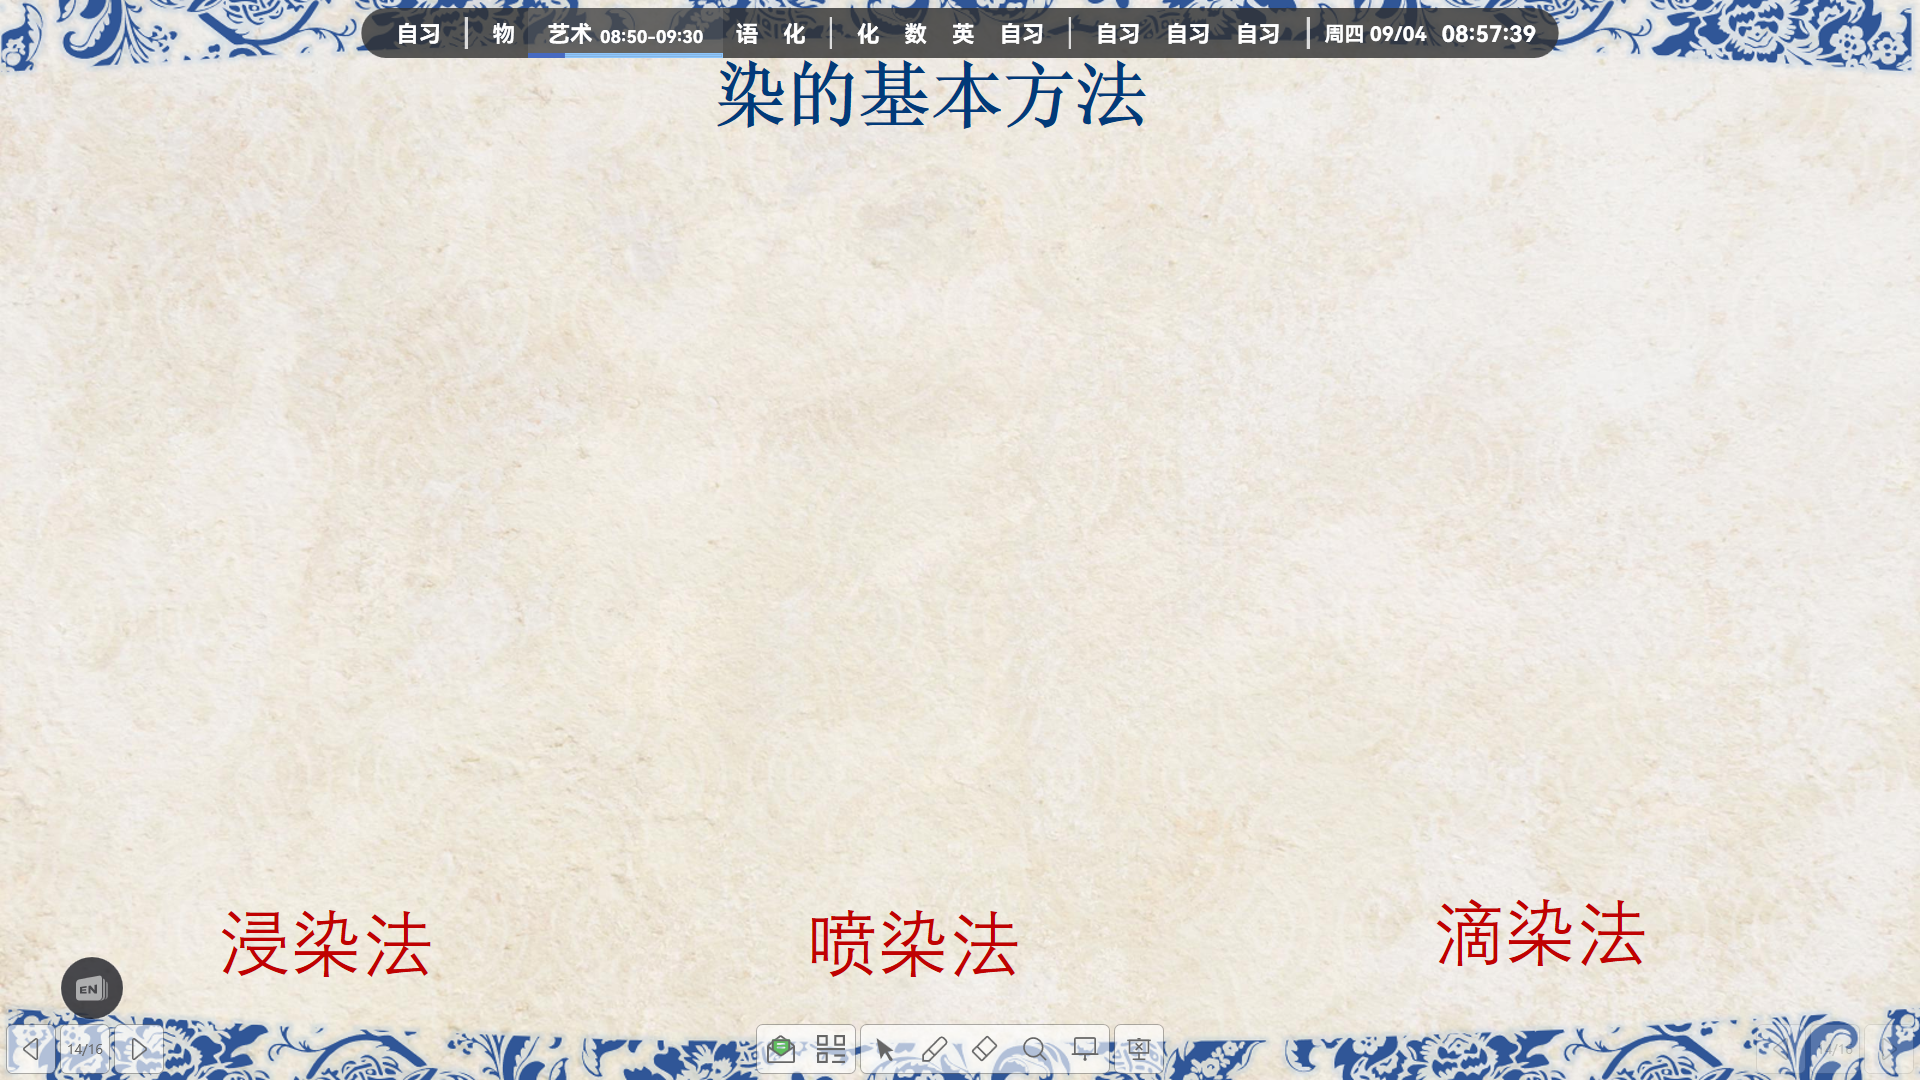 自习 | 物 艺术 08:50-09:30 语 化 | 化 数 英 自习 | 自习 自习 自习 | 周四 09/04 08:57:39
染的基本方法
浸染法 喷染法 滴染法
EN
14/16
14/16